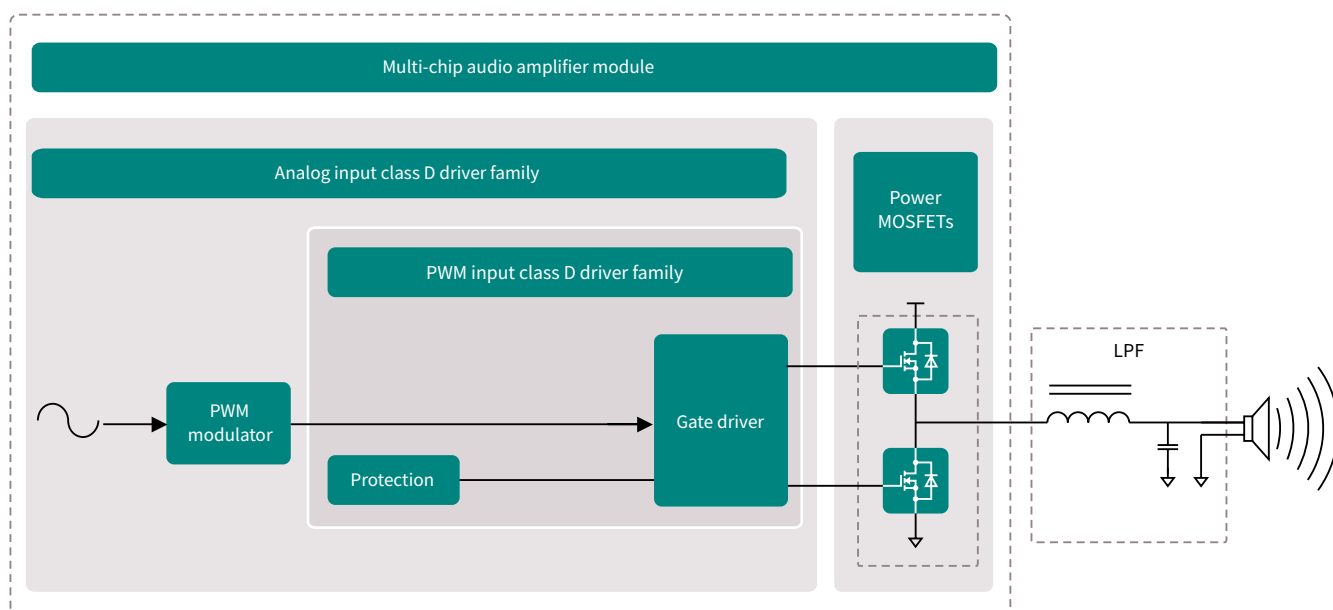 Multi-chip audio amplifier module
Analog input class D driver family
Power
MOSFETs
PWM input class D driver family
LPF
PWM
modulator
Gate driver
Protection